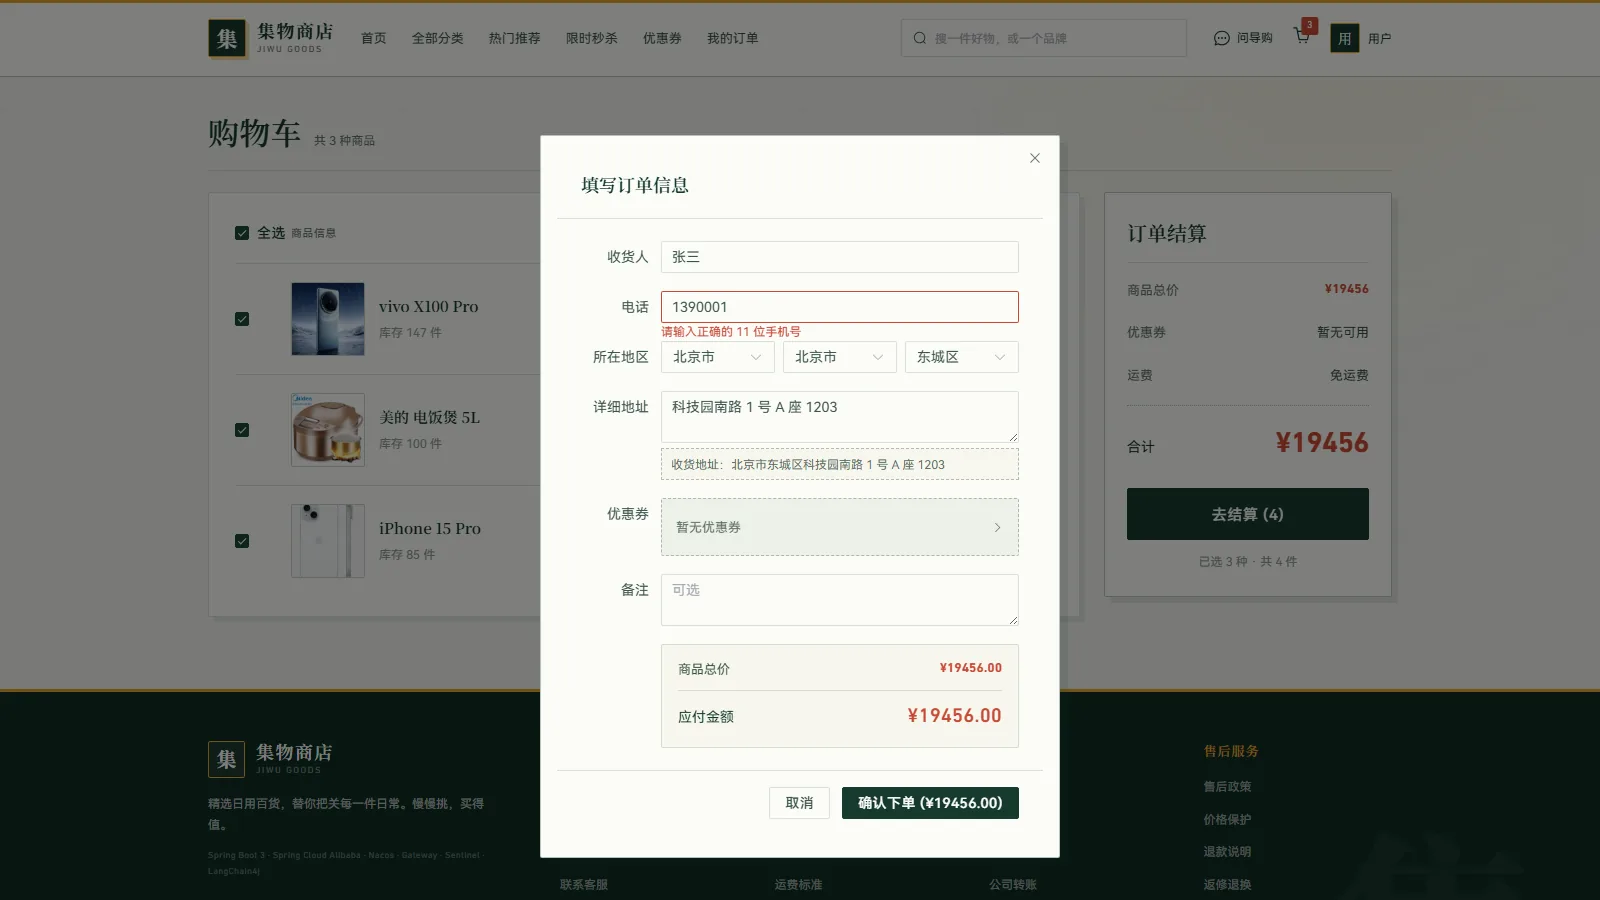 集 集物商店
JIWU GOODS
首页 全部分类 热门推荐 限时秒杀 优惠券 我的订单
搜一件好物，或一个品牌
问导购
3
用 用户
购物车 共 3 种商品
全选 商品信息
vivo X100 Pro
库存 147 件
美的 电饭煲 5L
库存 100 件
iPhone 15 Pro
库存 85 件
填写订单信息
收货人 张三
电话 1390001
请输入正确的 11 位手机号
所在地区 北京市 北京市 东城区
详细地址 科技园南路 1 号 A 座 1203
收货地址：北京市东城区科技园南路 1 号 A 座 1203
优惠券 暂无优惠券
备注 可选
商品总价 ¥19456.00
应付金额 ¥19456.00
取消 确认下单 (¥19456.00)
订单结算
商品总价 ¥19456
优惠券 暂无可用
运费 免运费
合计 ¥19456
去结算 (4)
已选 3 种 · 共 4 件
集 集物商店
JIWU GOODS
精选日用百货，替你把关每一件日常。慢慢挑，买得
值。
Spring Boot 3 · Spring Cloud Alibaba · Nacos · Gateway · Sentinel ·
LangChain4j
联系客服
运费标准
公司转账
售后服务
售后政策
价格保护
退款说明
返修退换